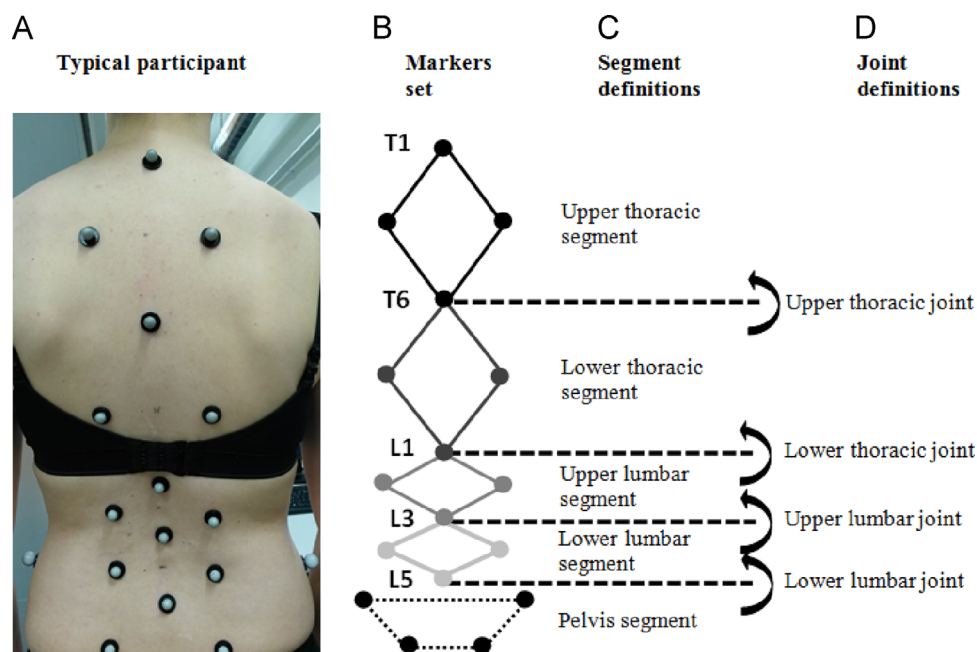 A
B
C
D
Typical participant
Markers
set
Segment
definitions
Joint
definitions
T1
Upper thoracic
segment
T6
Upper thoracic joint
Lower thoracic
segment
L1
Lower thoracic joint
Upper lumbar
segment
L3
Upper lumbar joint
Lower lumbar
segment
L5
Lower lumbar joint
Pelvis segment